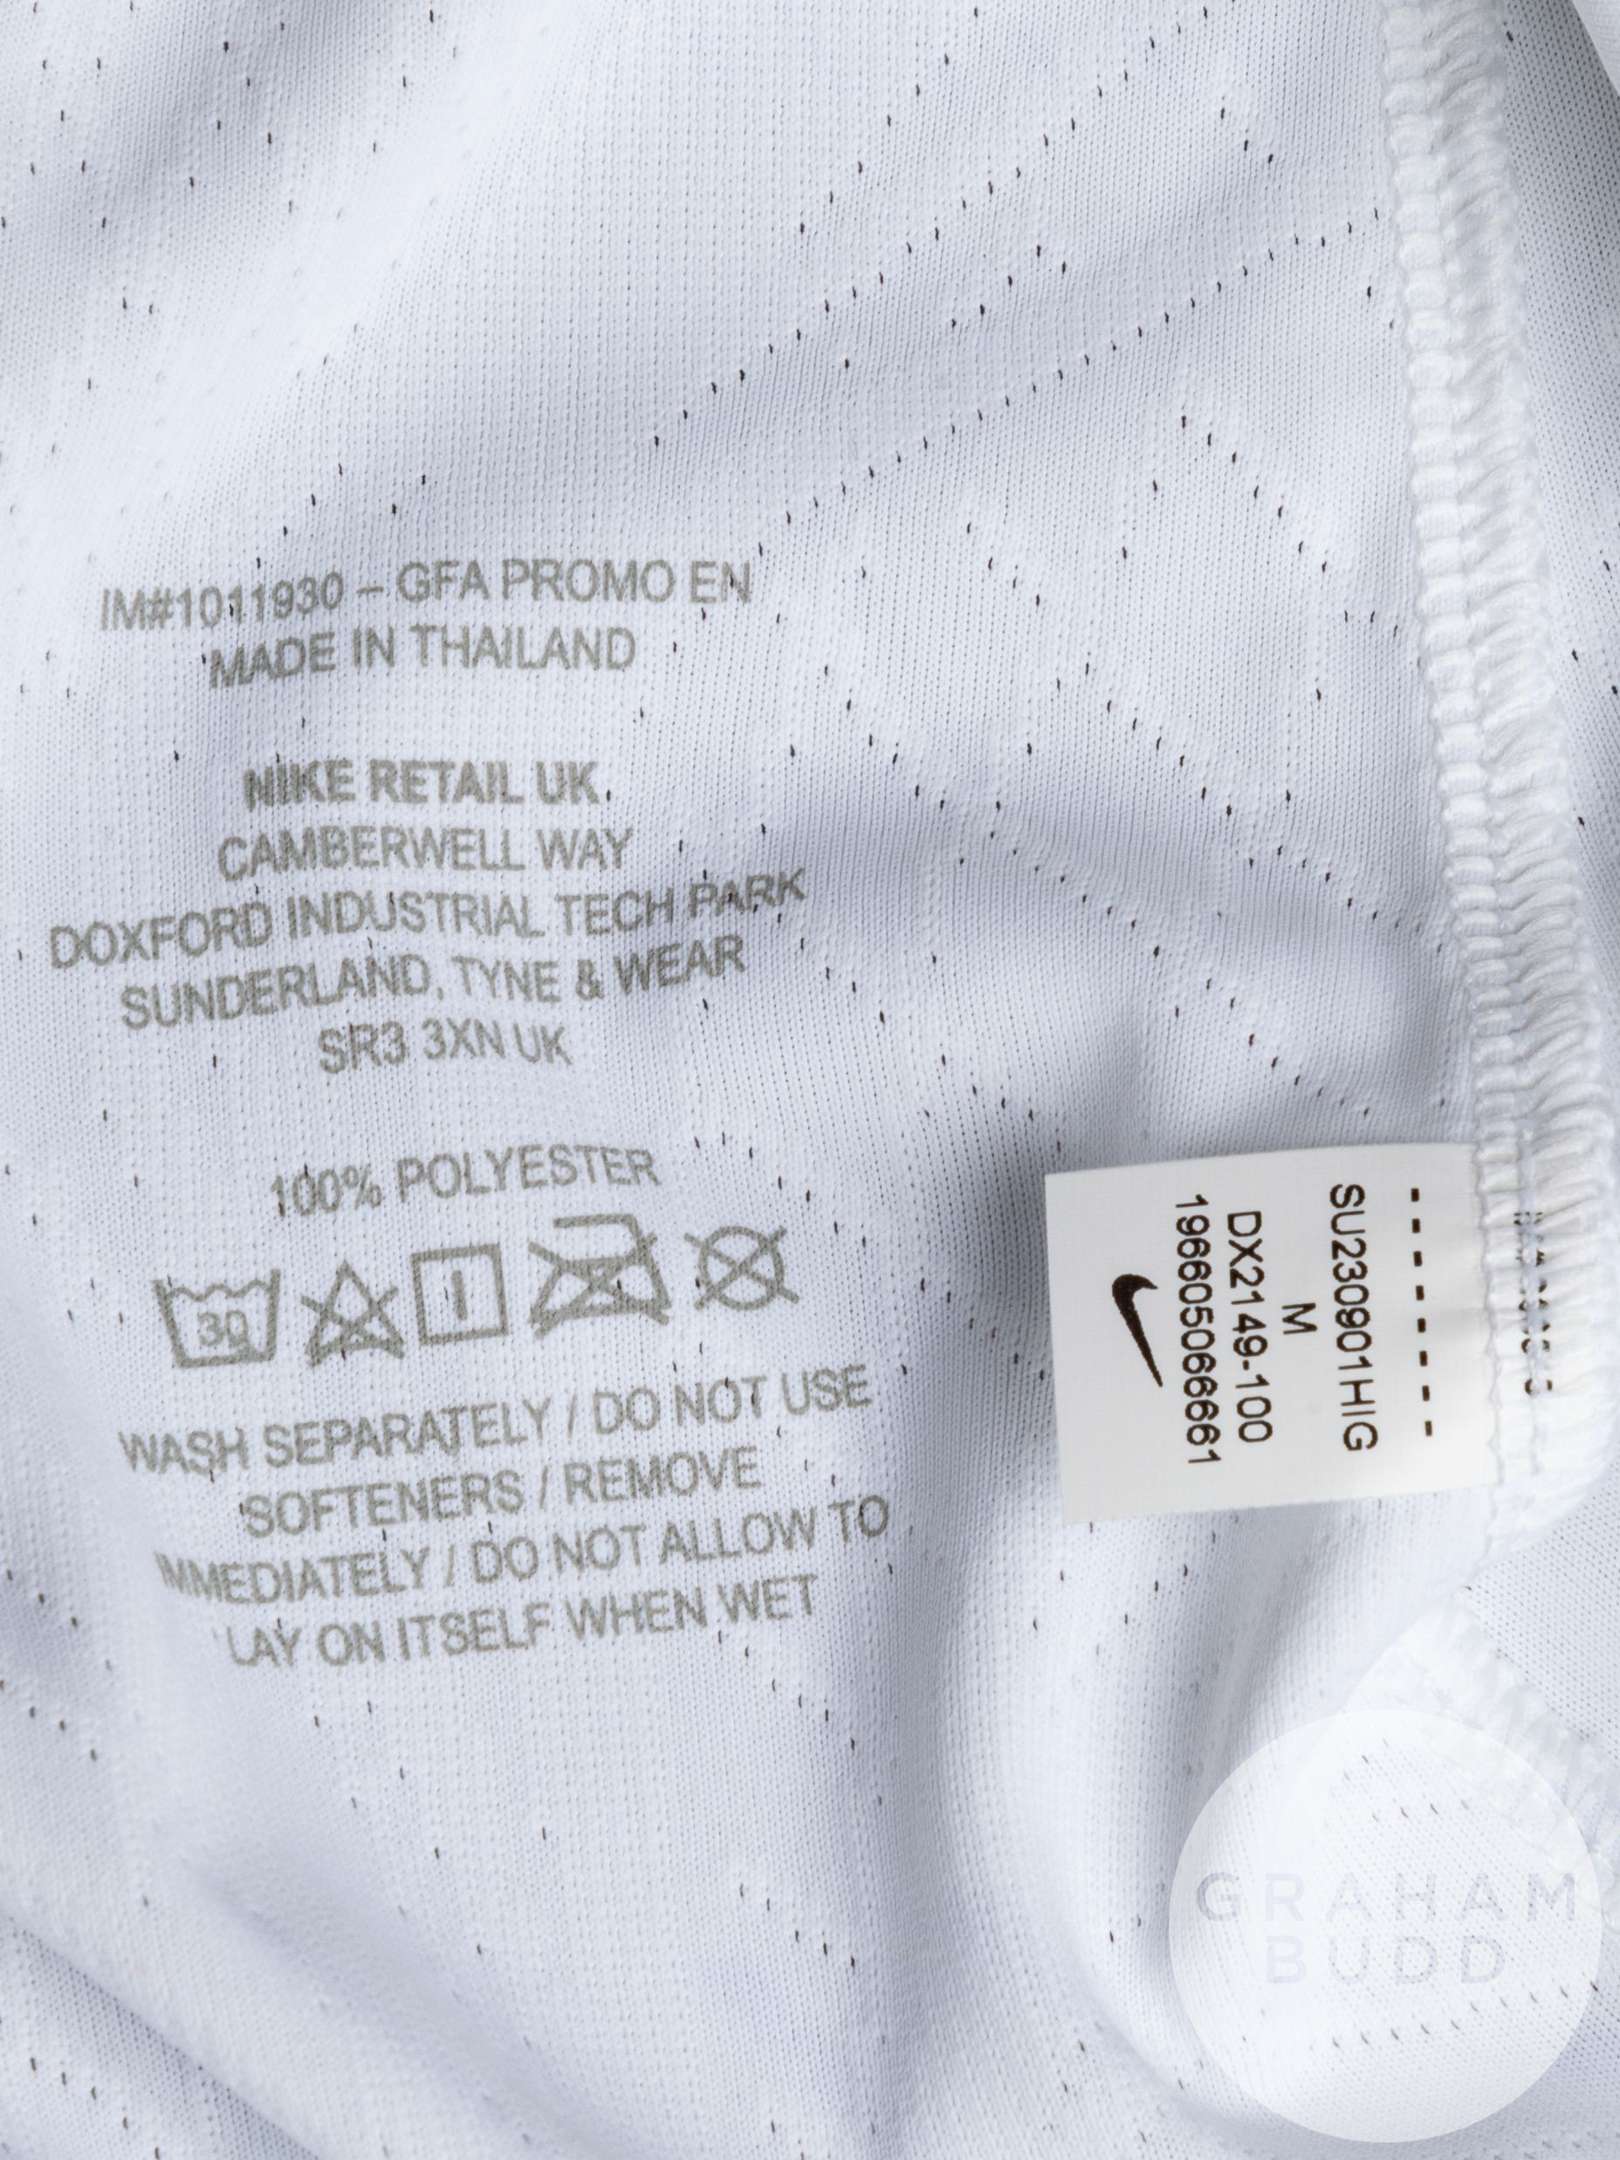 IM#1011930 – GFA PROMO EN
MADE IN THAILAND
NIKE RETAIL UK
CAMBERWELL WAY
DOXFORD INDUSTRIAL TECH PARK
SUNDERLAND, TYNE & WEAR
SR3 3XN UK
100% POLYESTER
30
WASH SEPARATELY / DO NOT USE
SOFTENERS / REMOVE
IMMEDIATELY / DO NOT ALLOW TO
LAY ON ITSELF WHEN WET
SU230901HIG
M
DX2149-100
196605066661
GRAHAM
BUDD